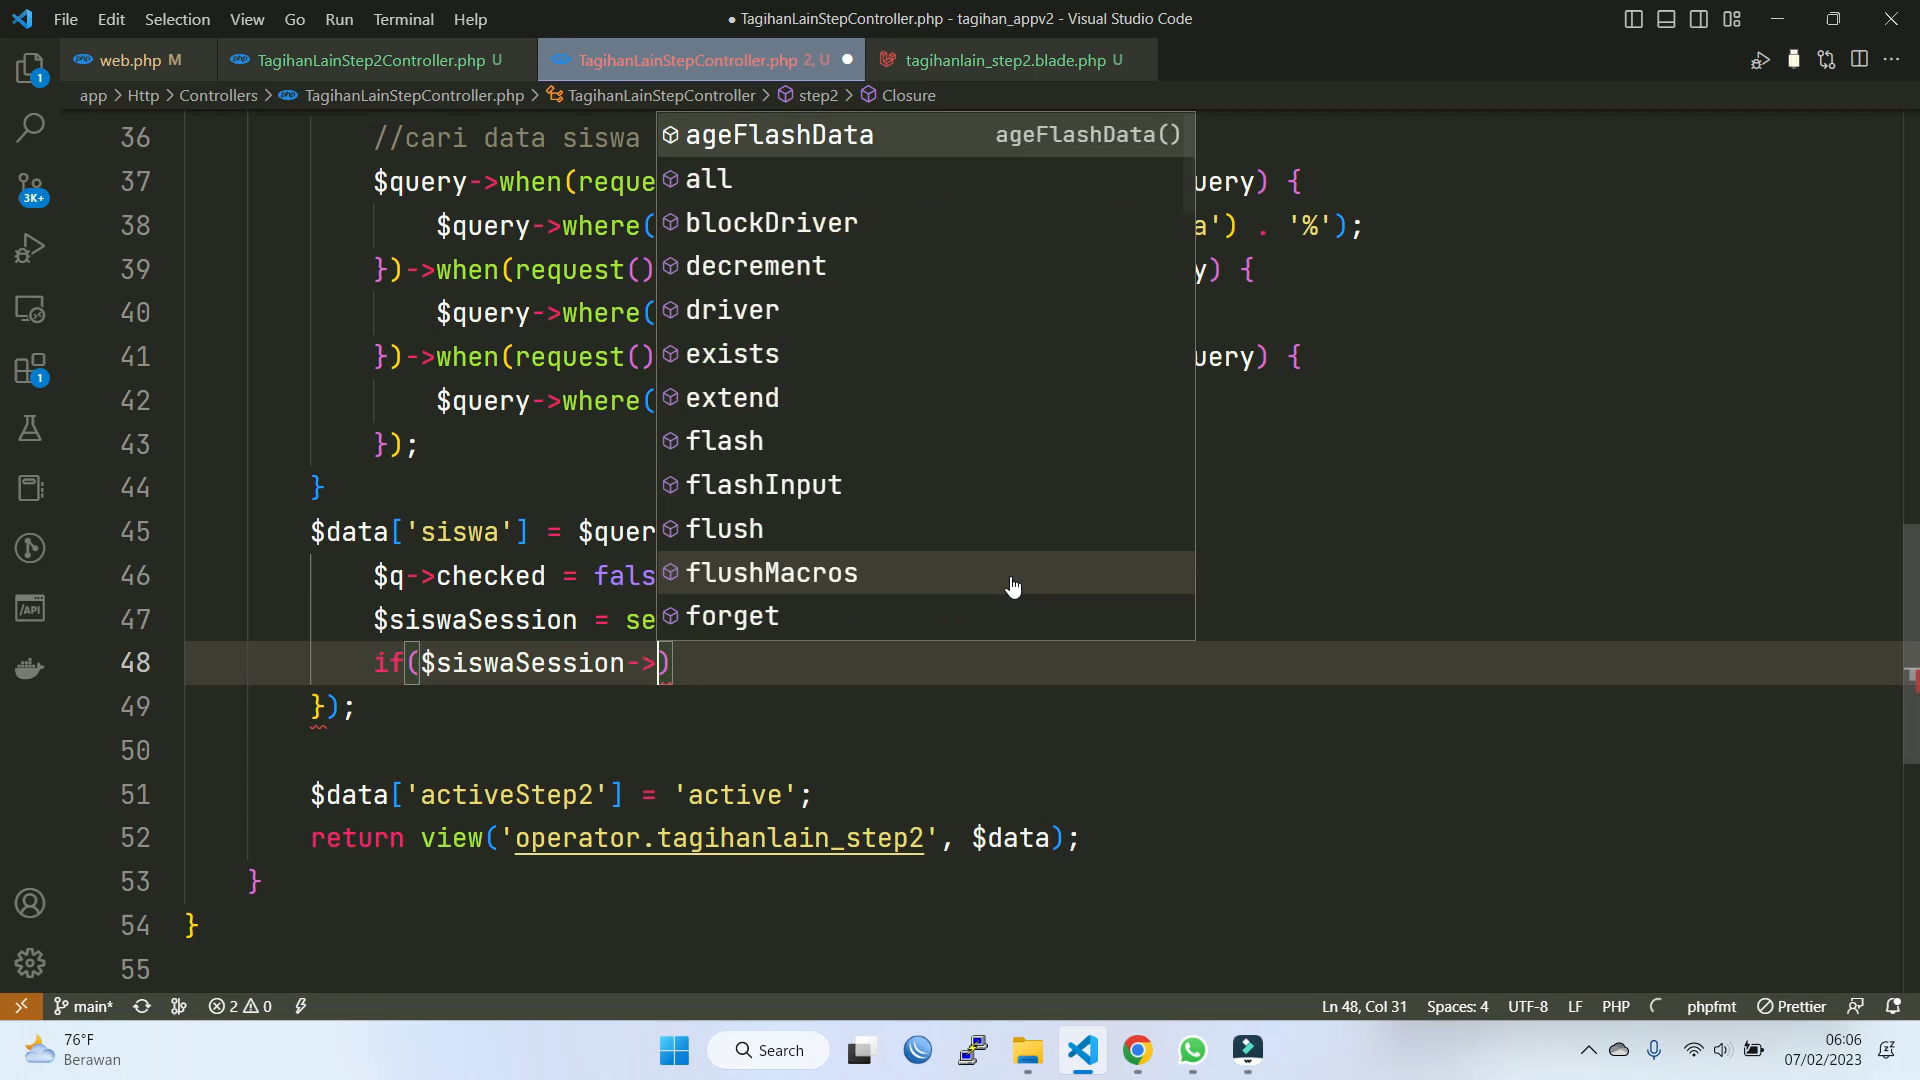 File Edit Selection View Go Run Terminal Help
● TagihanLainStepController.php - tagihan_appv2 - Visual Studio Code
web.php M
TagihanLainStep2Controller.php U
TagihanLainStepController.php 2, U
tagihanlain_step2.blade.php U
app > Http > Controllers > TagihanLainStepController.php > TagihanLainStepController > step2 > Closure
36 //cari data siswa
37 $query->when(reque uery) {
38 $query->where( a') . '%');
39 })->when(request() y) {
40 $query->where(
41 })->when(request() uery) {
42 $query->where(
43 });
44 }
45 $data['siswa'] = $quer
46 $q->checked = fals
47 $siswaSession = se
48 if($siswaSession->)
49 });
50
51 $data['activeStep2'] = 'active';
52 return view('operator.tagihanlain_step2', $data);
53 }
54 }
55
ageFlashData ageFlashData()
all
blockDriver
decrement
driver
exists
extend
flash
flashInput
flush
flushMacros
forget
1
3K+
1
main* 2 0
Ln 48, Col 31 Spaces: 4 UTF-8 LF PHP phpfmt Prettier
76°F
Berawan
Search
06:06
07/02/2023